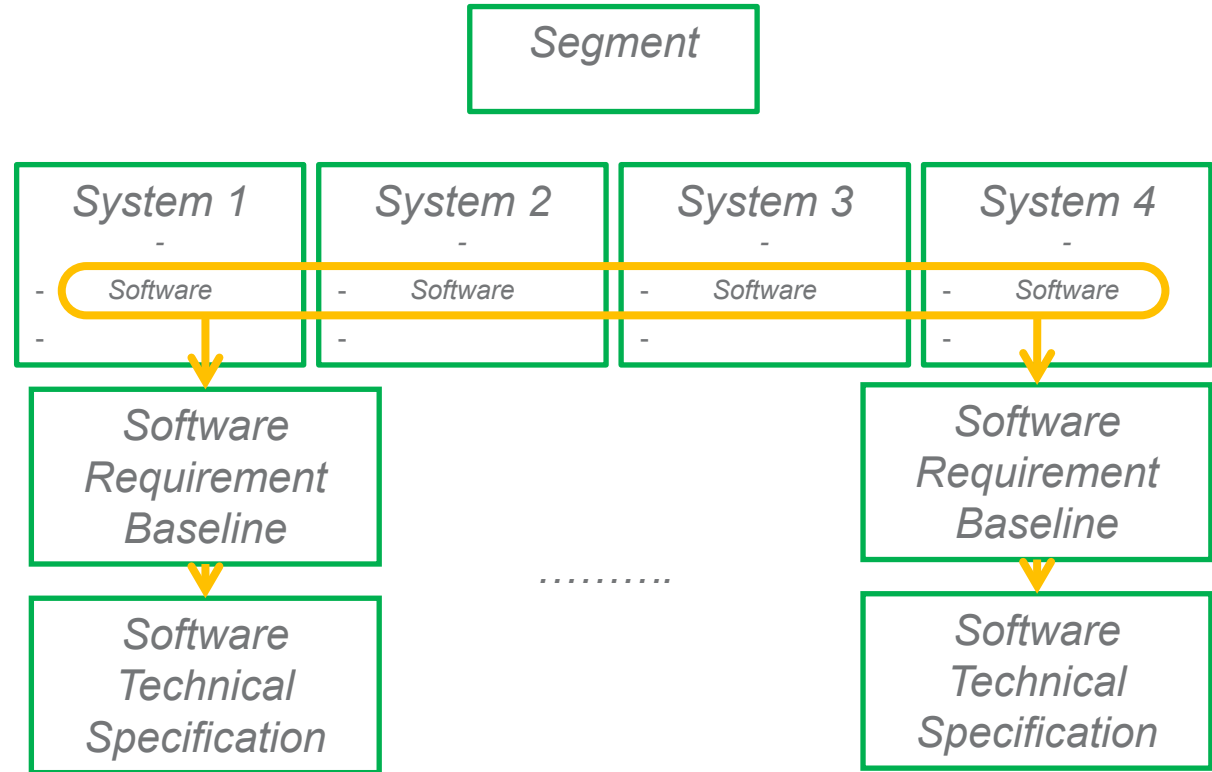 Segment
System 1
System 2
System 3
System 4
-
-
-
-
- Software
- Software
- Software
- Software
-
-
-
-
Software
Requirement
Baseline
Software
Requirement
Baseline
..........
Software
Technical
Specification
Software
Technical
Specification